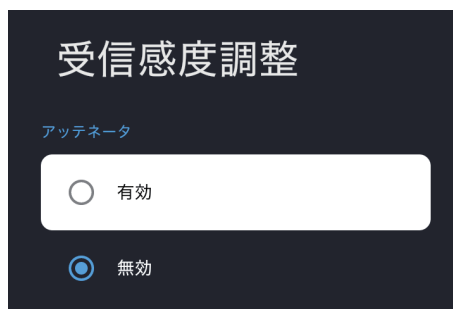 受信感度調整
アッテネータ
有効
無効